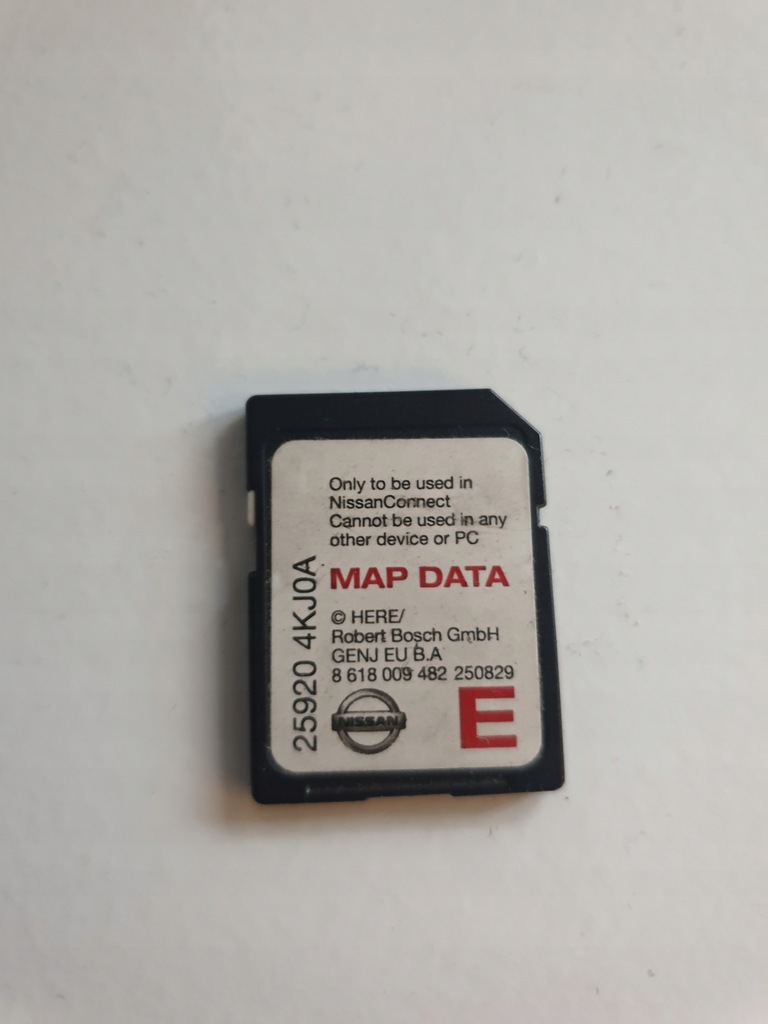 Only to be used in
NissanConnect
Cannot be used in any
other device or PC
MAP DATA
© HERE/
Robert Bosch GmbH
GENJ EU B.A
8 618 009 482 250829
NISSAN
E
25920 4KJ0A